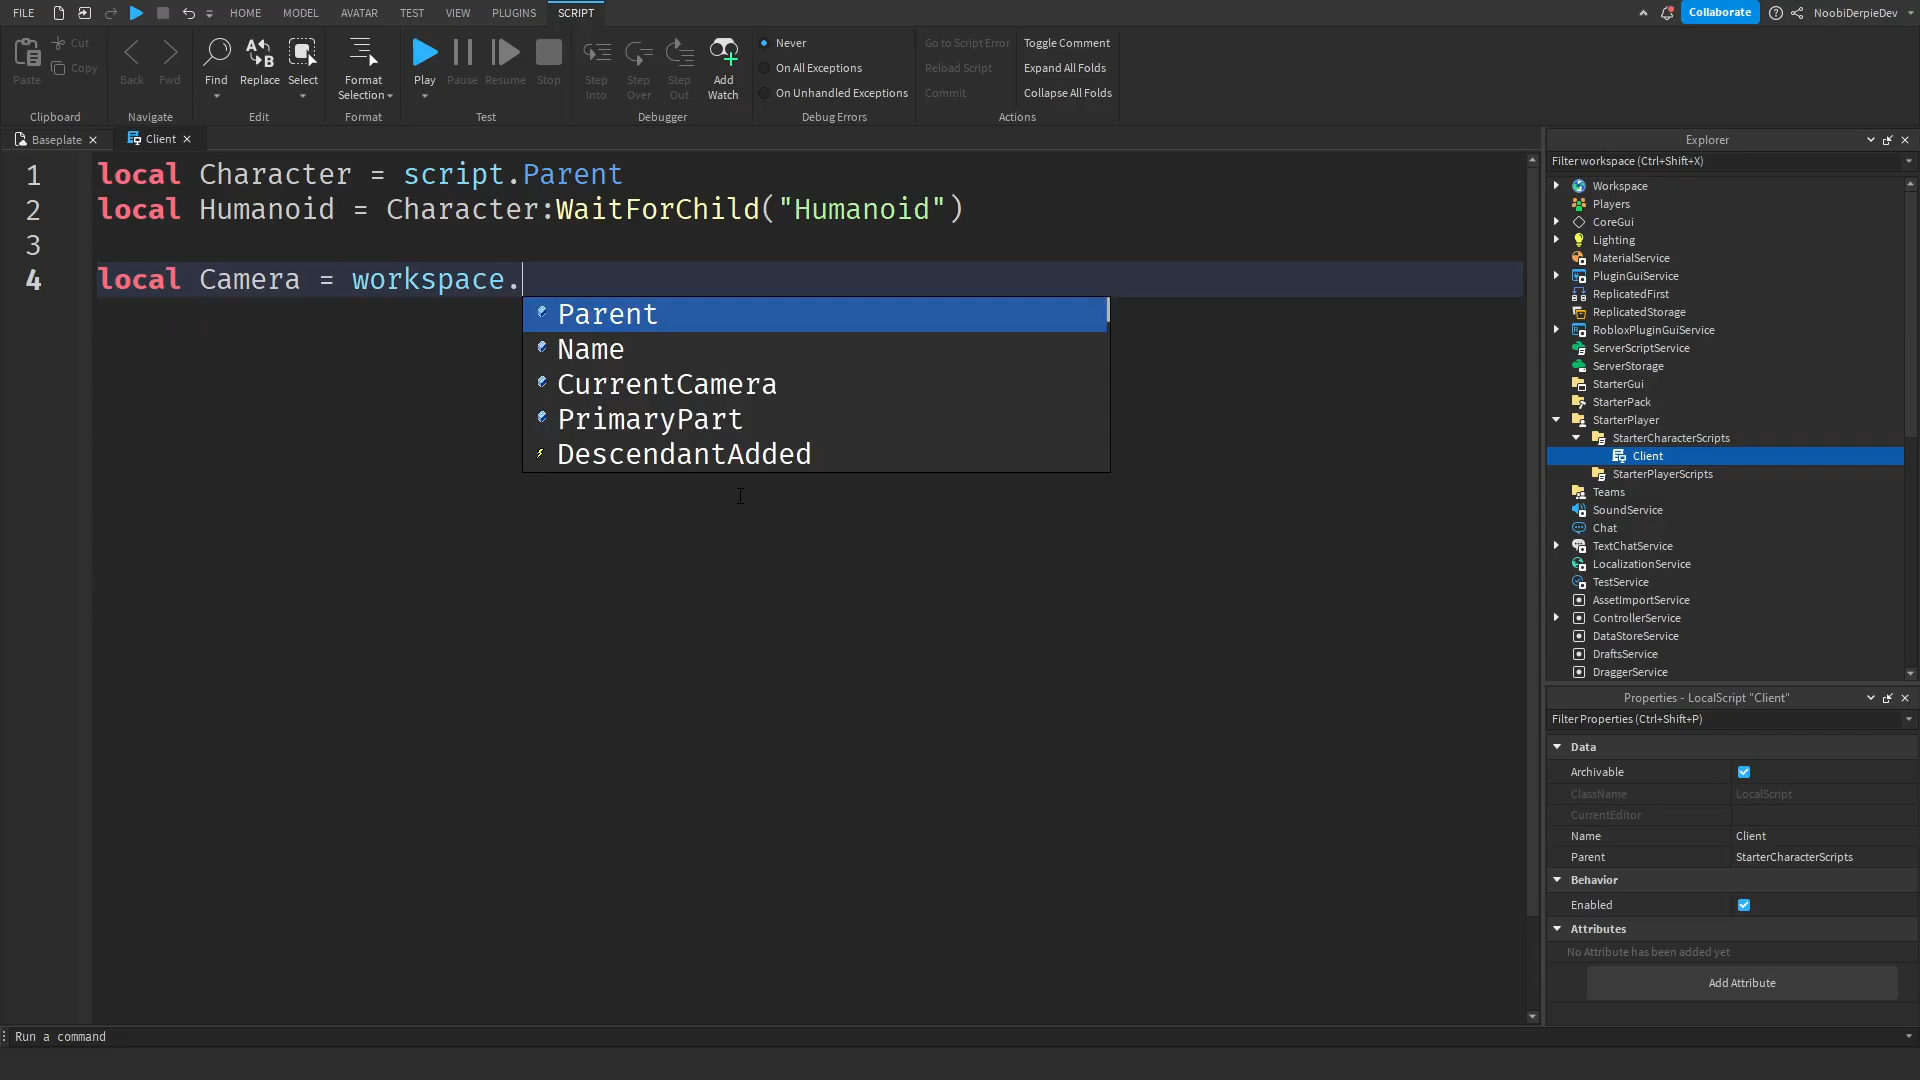 FILE
HOME
MODEL
AVATAR
TEST
VIEW
PLUGINS
SCRIPT
Collaborate
NoobiDerpieDev
Paste
Cut
Copy
Clipboard
Back
Fwd
Navigate
Find
Replace
Select
Edit
Format
Selection
Format
Play
Pause
Resume
Stop
Test
Step
Into
Step
Over
Step
Out
Add
Watch
Debugger
Never
On All Exceptions
On Unhandled Exceptions
Debug Errors
Go to Script Error
Reload Script
Commit
Toggle Comment
Expand All Folds
Collapse All Folds
Actions
Baseplate
Client
1 local Character = script.Parent
2 local Humanoid = Character:WaitForChild("Humanoid")
3
4 local Camera = workspace.
Parent
Name
CurrentCamera
PrimaryPart
DescendantAdded
Explorer
Filter workspace (Ctrl+Shift+X)
Workspace
Players
CoreGui
Lighting
MaterialService
PluginGuiService
ReplicatedFirst
ReplicatedStorage
RobloxPluginGuiService
ServerScriptService
ServerStorage
StarterGui
StarterPack
StarterPlayer
StarterCharacterScripts
Client
StarterPlayerScripts
Teams
SoundService
Chat
TextChatService
LocalizationService
TestService
AssetImportService
ControllerService
DataStoreService
DraftsService
DraggerService
Properties - LocalScript "Client"
Filter Properties (Ctrl+Shift+P)
Data
Archivable
ClassName LocalScript
CurrentEditor
Name Client
Parent StarterCharacterScripts
Behavior
Enabled
Attributes
No Attribute has been added yet
Add Attribute
Run a command